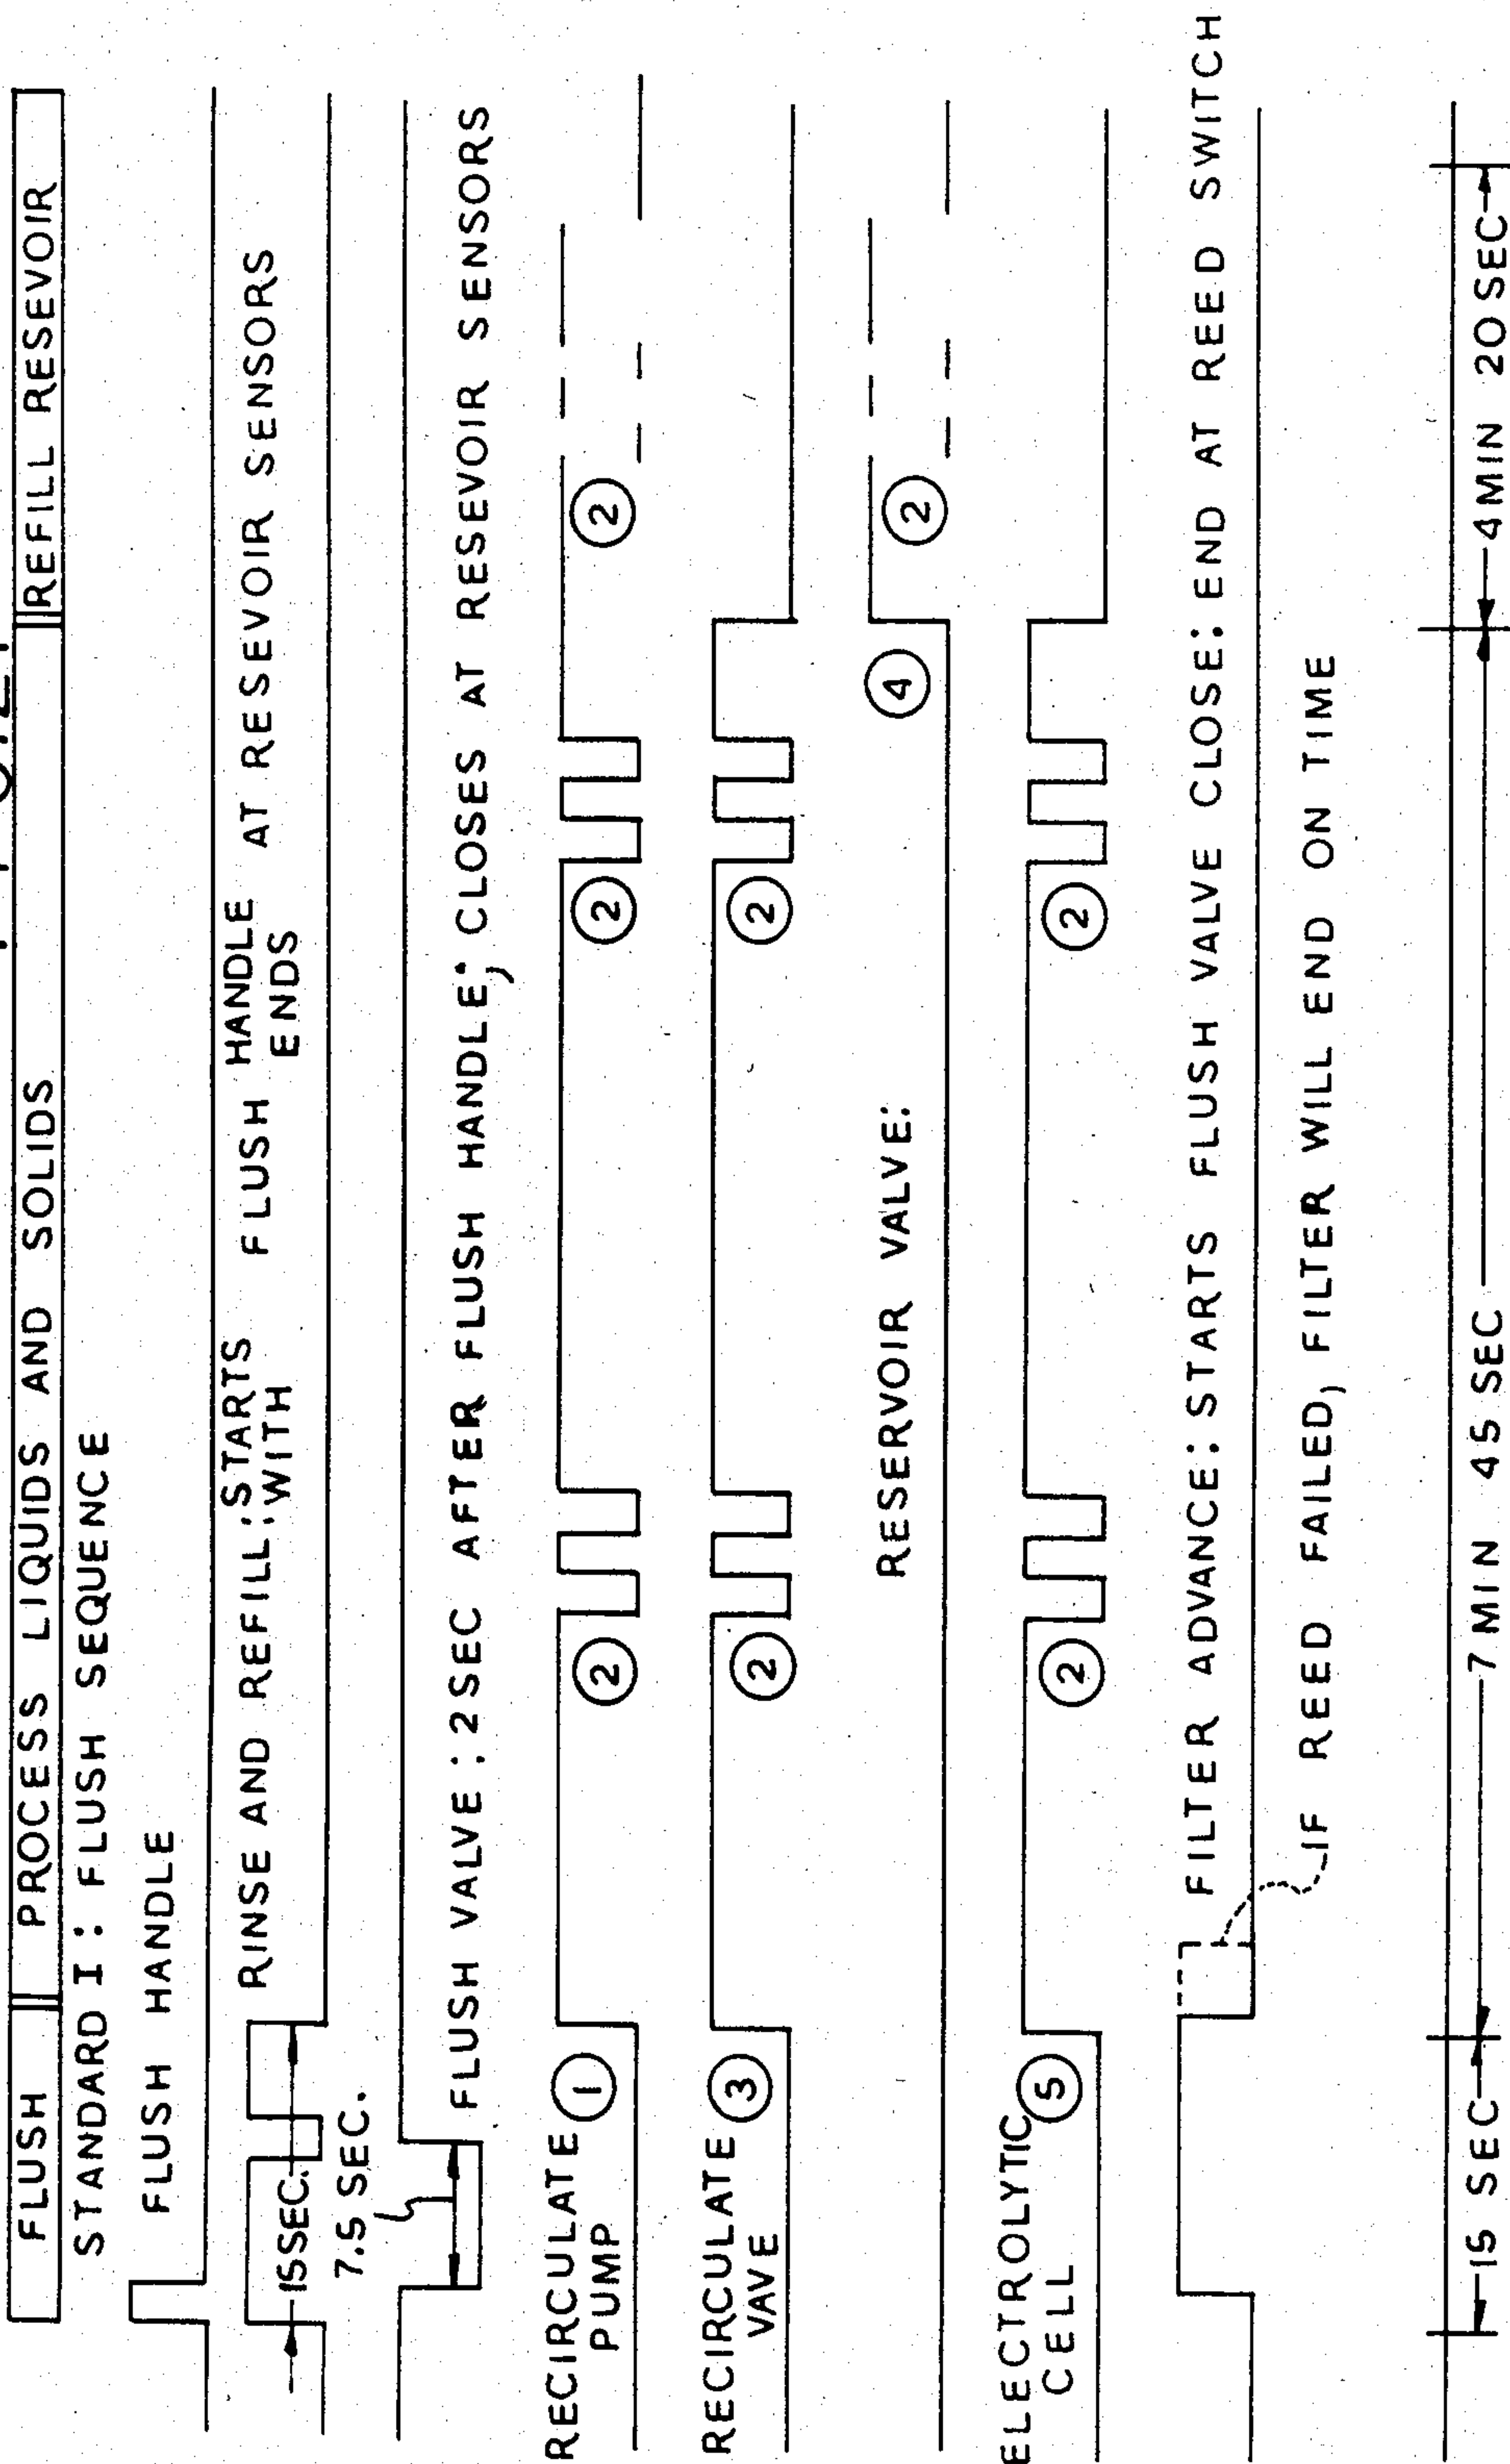 FLUSH
PROCESS LIQUIDS AND SOLIDS
REFILL RESEVOIR
STANDARD I : FLUSH SEQUENCE
FLUSH HANDLE
RINSE AND REFILL : STARTS WITH FLUSH HANDLE ENDS AT RESEVOIR SENSORS
15SEC.
7.5 SEC.
FLUSH VALVE : 2SEC AFTER FLUSH HANDLE; CLOSES AT RESEVOIR SENSORS
RECIRCULATE
PUMP
1
2
2
2
RECIRCULATE
VAVE
3
2
2
RESERVOIR VALVE:
4
2
ELECTROLYTIC
CELL
5
2
2
FILTER ADVANCE: STARTS FLUSH VALVE CLOSE: END AT REED SWITCH
IF REED FAILED, FILTER WILL END ON TIME
15 SEC
7 MIN 45 SEC
4MIN 20SEC